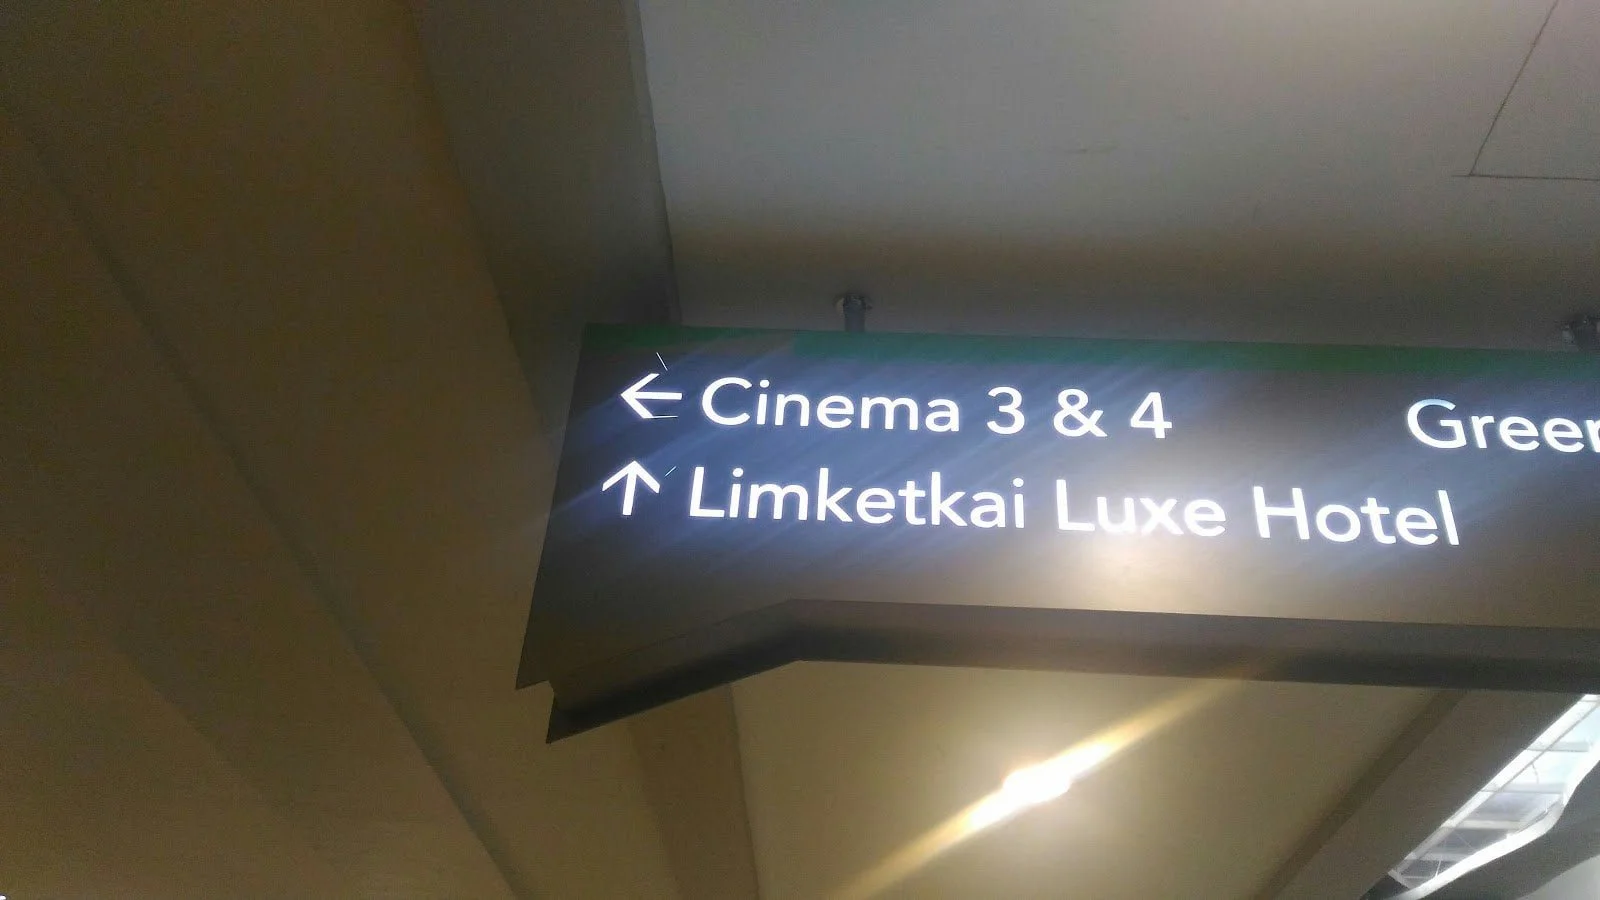 ← Cinema 3 & 4
↑ Limketkai Luxe Hotel